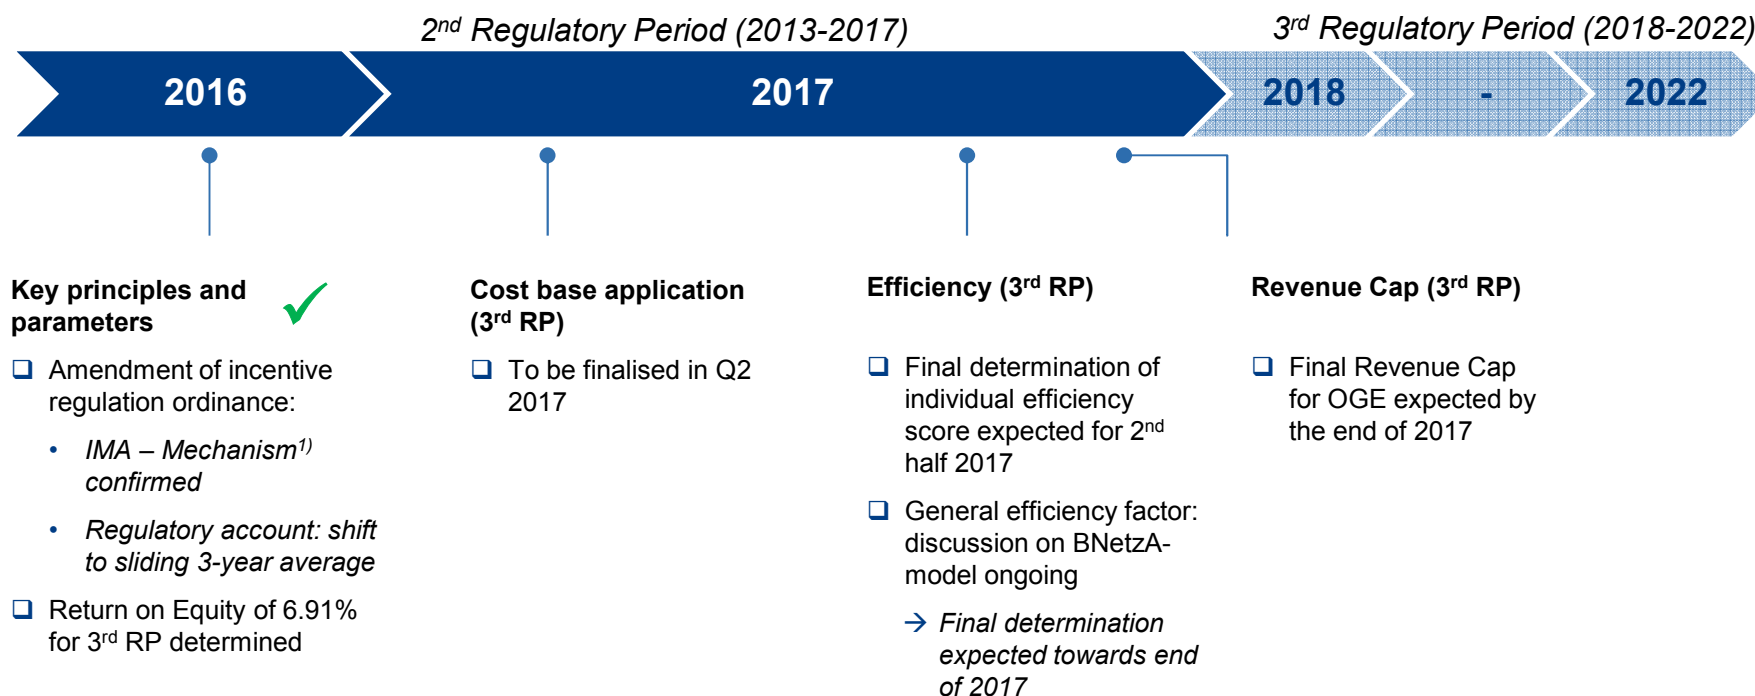 2nd Regulatory Period (2013-2017)
3rd Regulatory Period (2018-2022)
2016
2017
2018
-
2022
Key principles and
parameters
❑ Amendment of incentive
regulation ordinance:
• IMA – Mechanism1)
confirmed
• Regulatory account: shift
to sliding 3-year average
❑ Return on Equity of 6.91%
for 3rd RP determined
Cost base application
(3rd RP)
❑ To be finalised in Q2
2017
Efficiency (3rd RP)
❑ Final determination of
individual efficiency
score expected for 2nd
half 2017
❑ General efficiency factor:
discussion on BNetzA-
model ongoing
→ Final determination
expected towards end
of 2017
Revenue Cap (3rd RP)
❑ Final Revenue Cap
for OGE expected by
the end of 2017